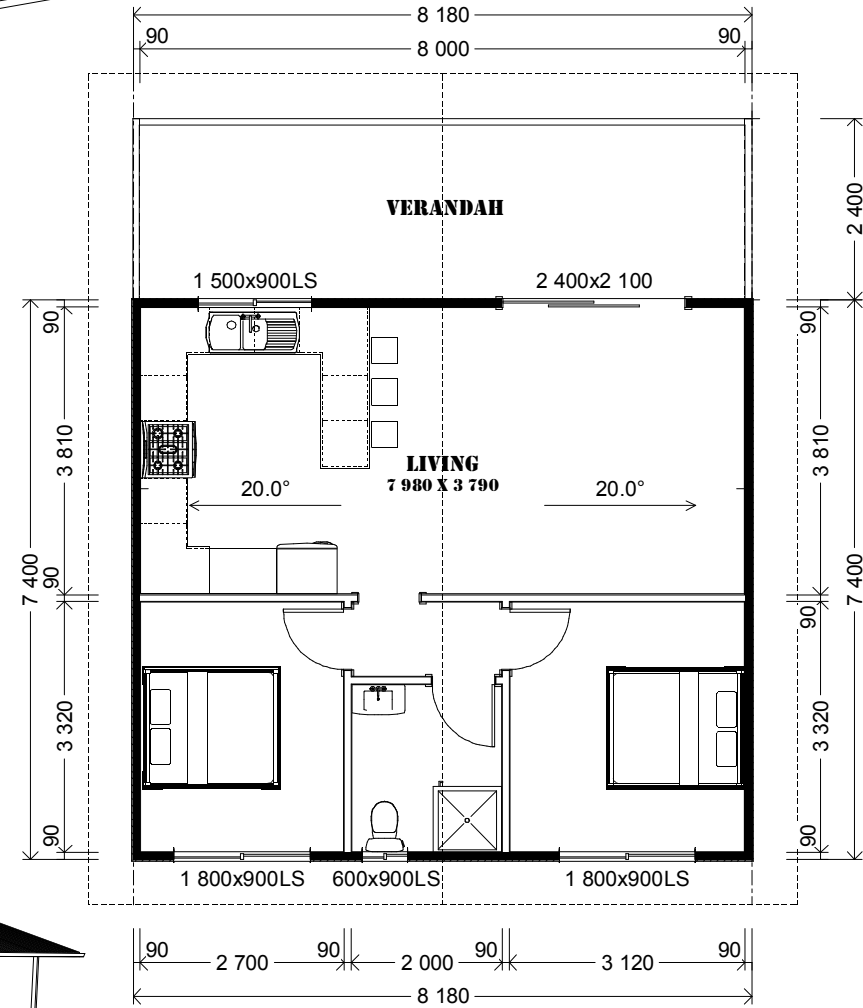 8 180
90 90
8 000
VERANDAH
2 400
1 500x900LS 2 400x2 100
90 90
3 810 3 810
LIVING
7 980 X 3 790
20.0° 20.0°
7 400 7 400
90 90
3 320 3 320
90 90
1 800x900LS 600x900LS 1 800x900LS
90 90 90 90
2 700 2 000 3 120
8 180